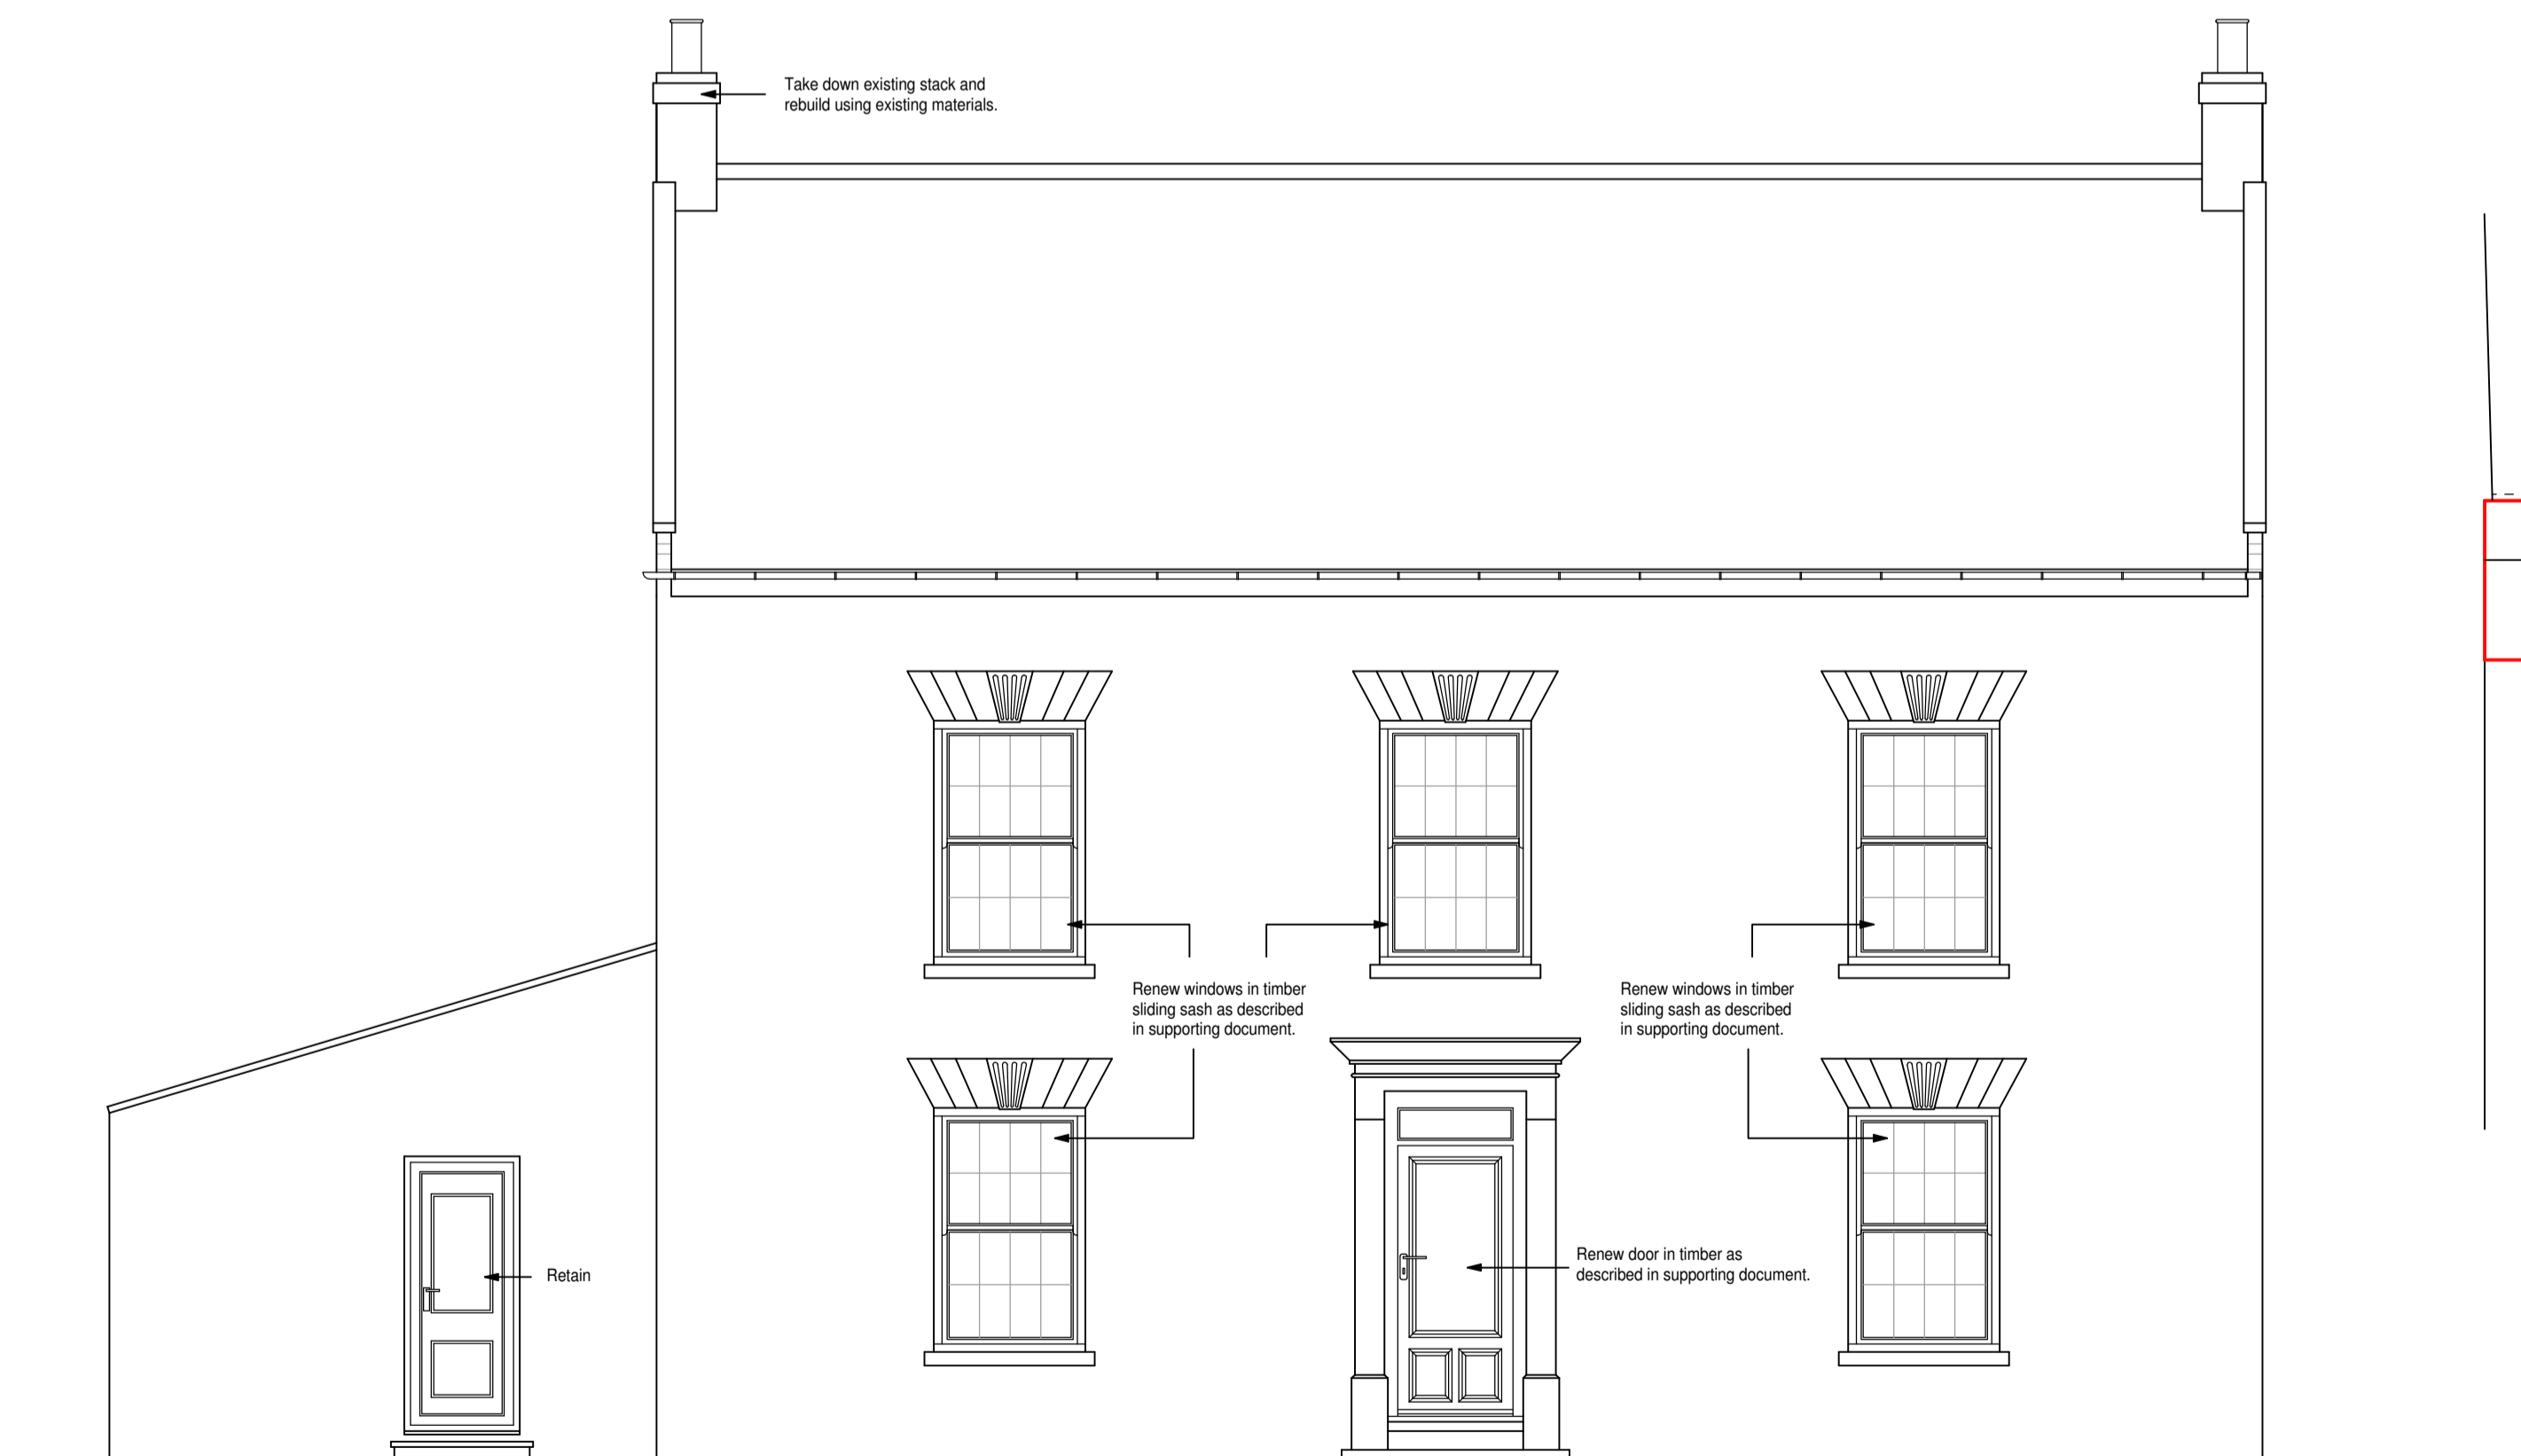 Take down existing stack and
rebuild using existing materials.
Renew windows in timber
sliding sash as described
in supporting document.
Renew windows in timber
sliding sash as described
in supporting document.
Renew door in timber as
described in supporting document.
Retain